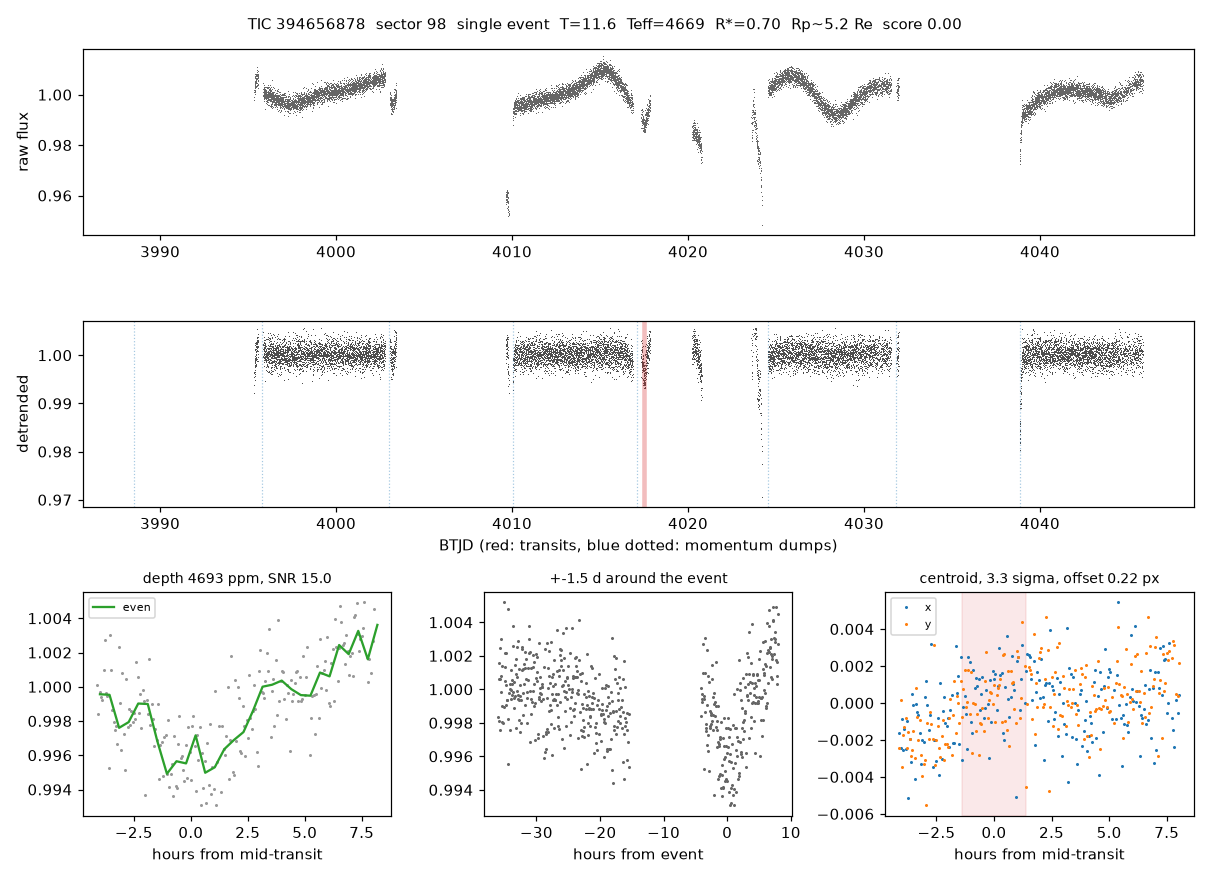 TIC 394656878  sector 98  single event  T=11.6  Teff=4669  R*=0.70  Rp~5.2 Re  score 0.00
raw flux
1.00
0.98
0.96
3990 4000 4010 4020 4030 4040
detrended
1.00
0.99
0.98
0.97
3990 4000 4010 4020 4030 4040
BTJD (red: transits, blue dotted: momentum dumps)
depth 4693 ppm, SNR 15.0
even
1.004
1.002
1.000
0.998
0.996
0.994
−2.5 0.0 2.5 5.0 7.5
hours from mid-transit
+-1.5 d around the event
1.004
1.002
1.000
0.998
0.996
0.994
−30 −20 −10 0 10
hours from event
centroid, 3.3 sigma, offset 0.22 px
x
y
0.004
0.002
0.000
−0.002
−0.004
−0.006
−2.5 0.0 2.5 5.0 7.5
hours from mid-transit